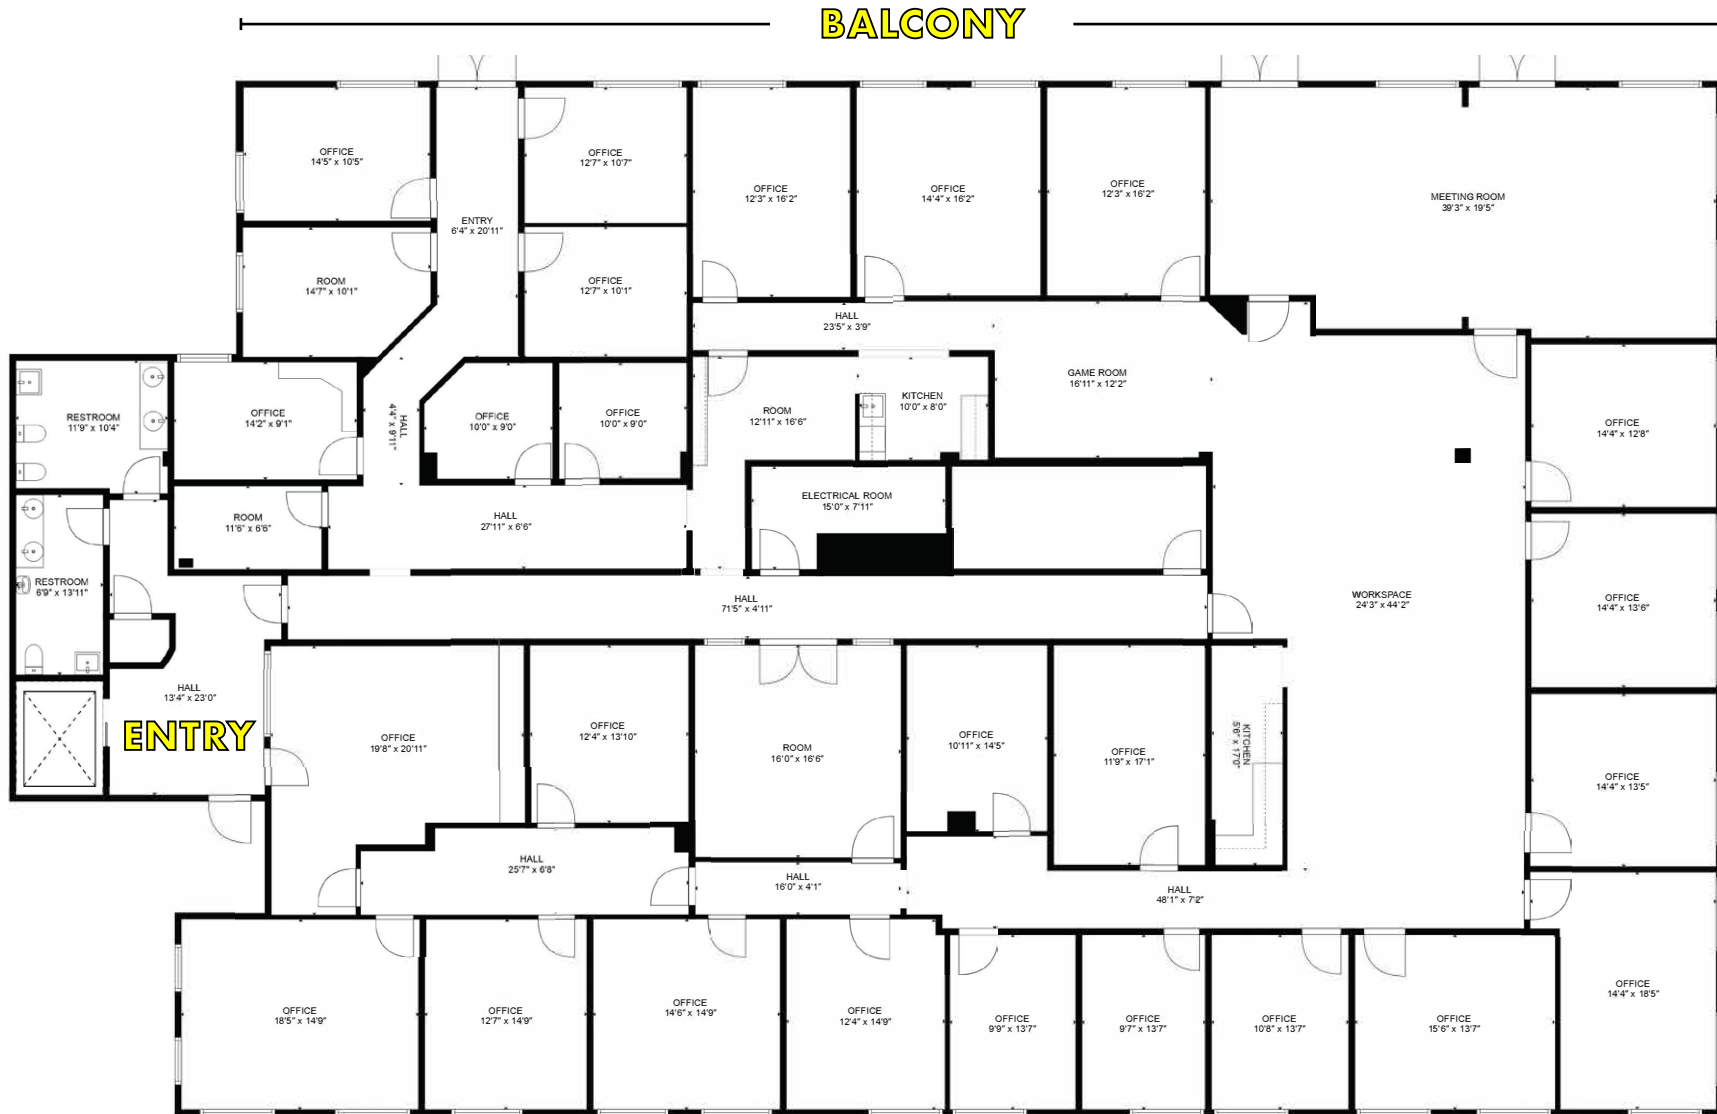 BALCONY
OFFICE
14'5" x 10'5"
OFFICE
12'7" x 10'7"
OFFICE
12'3" x 16'2"
OFFICE
14'4" x 16'2"
OFFICE
12'3" x 16'2"
MEETING ROOM
39'3" x 19'5"
ENTRY
6'4" x 20'11"
ROOM
14'7" x 10'1"
OFFICE
12'7" x 10'1"
HALL
23'5" x 3'9"
GAME ROOM
16'11" x 12'2"
RESTROOM
11'9" x 10'4"
OFFICE
14'2" x 9'1"
HALL
4'4" x 9'11"
OFFICE
10'0" x 9'0"
OFFICE
10'0" x 9'0"
ROOM
12'11" x 16'6"
KITCHEN
10'0" x 8'0"
OFFICE
14'4" x 12'8"
ROOM
11'6" x 6'6"
HALL
27'11" x 6'6"
ELECTRICAL ROOM
15'0" x 7'11"
RESTROOM
6'9" x 13'11"
HALL
71'5" x 4'11"
WORKSPACE
24'3" x 44'2"
OFFICE
14'4" x 13'6"
HALL
13'4" x 23'0"
ENTRY
OFFICE
19'8" x 20'11"
OFFICE
12'4" x 13'10"
ROOM
16'0" x 16'6"
OFFICE
10'11" x 14'5"
OFFICE
11'9" x 17'1"
KITCHEN
5'6" x 17'0"
OFFICE
14'4" x 13'5"
HALL
25'7" x 6'8"
HALL
16'0" x 4'1"
HALL
48'1" x 7'2"
OFFICE
18'5" x 14'9"
OFFICE
12'7" x 14'9"
OFFICE
14'6" x 14'9"
OFFICE
12'4" x 14'9"
OFFICE
9'9" x 13'7"
OFFICE
9'7" x 13'7"
OFFICE
10'8" x 13'7"
OFFICE
15'6" x 13'7"
OFFICE
14'4" x 18'5"